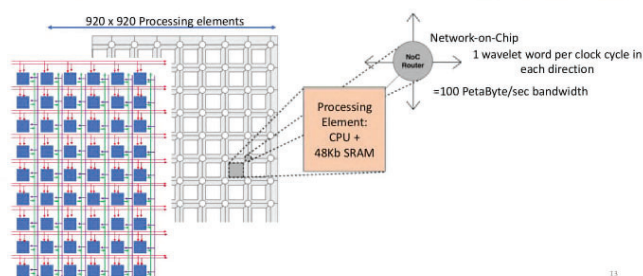 920 x 920 Processing elements
NoC
Router
Network-on-Chip
1 wavelet word per clock cycle in
each direction
=100 PetaByte/sec bandwidth
Processing
Element:
CPU +
48Kb SRAM
13